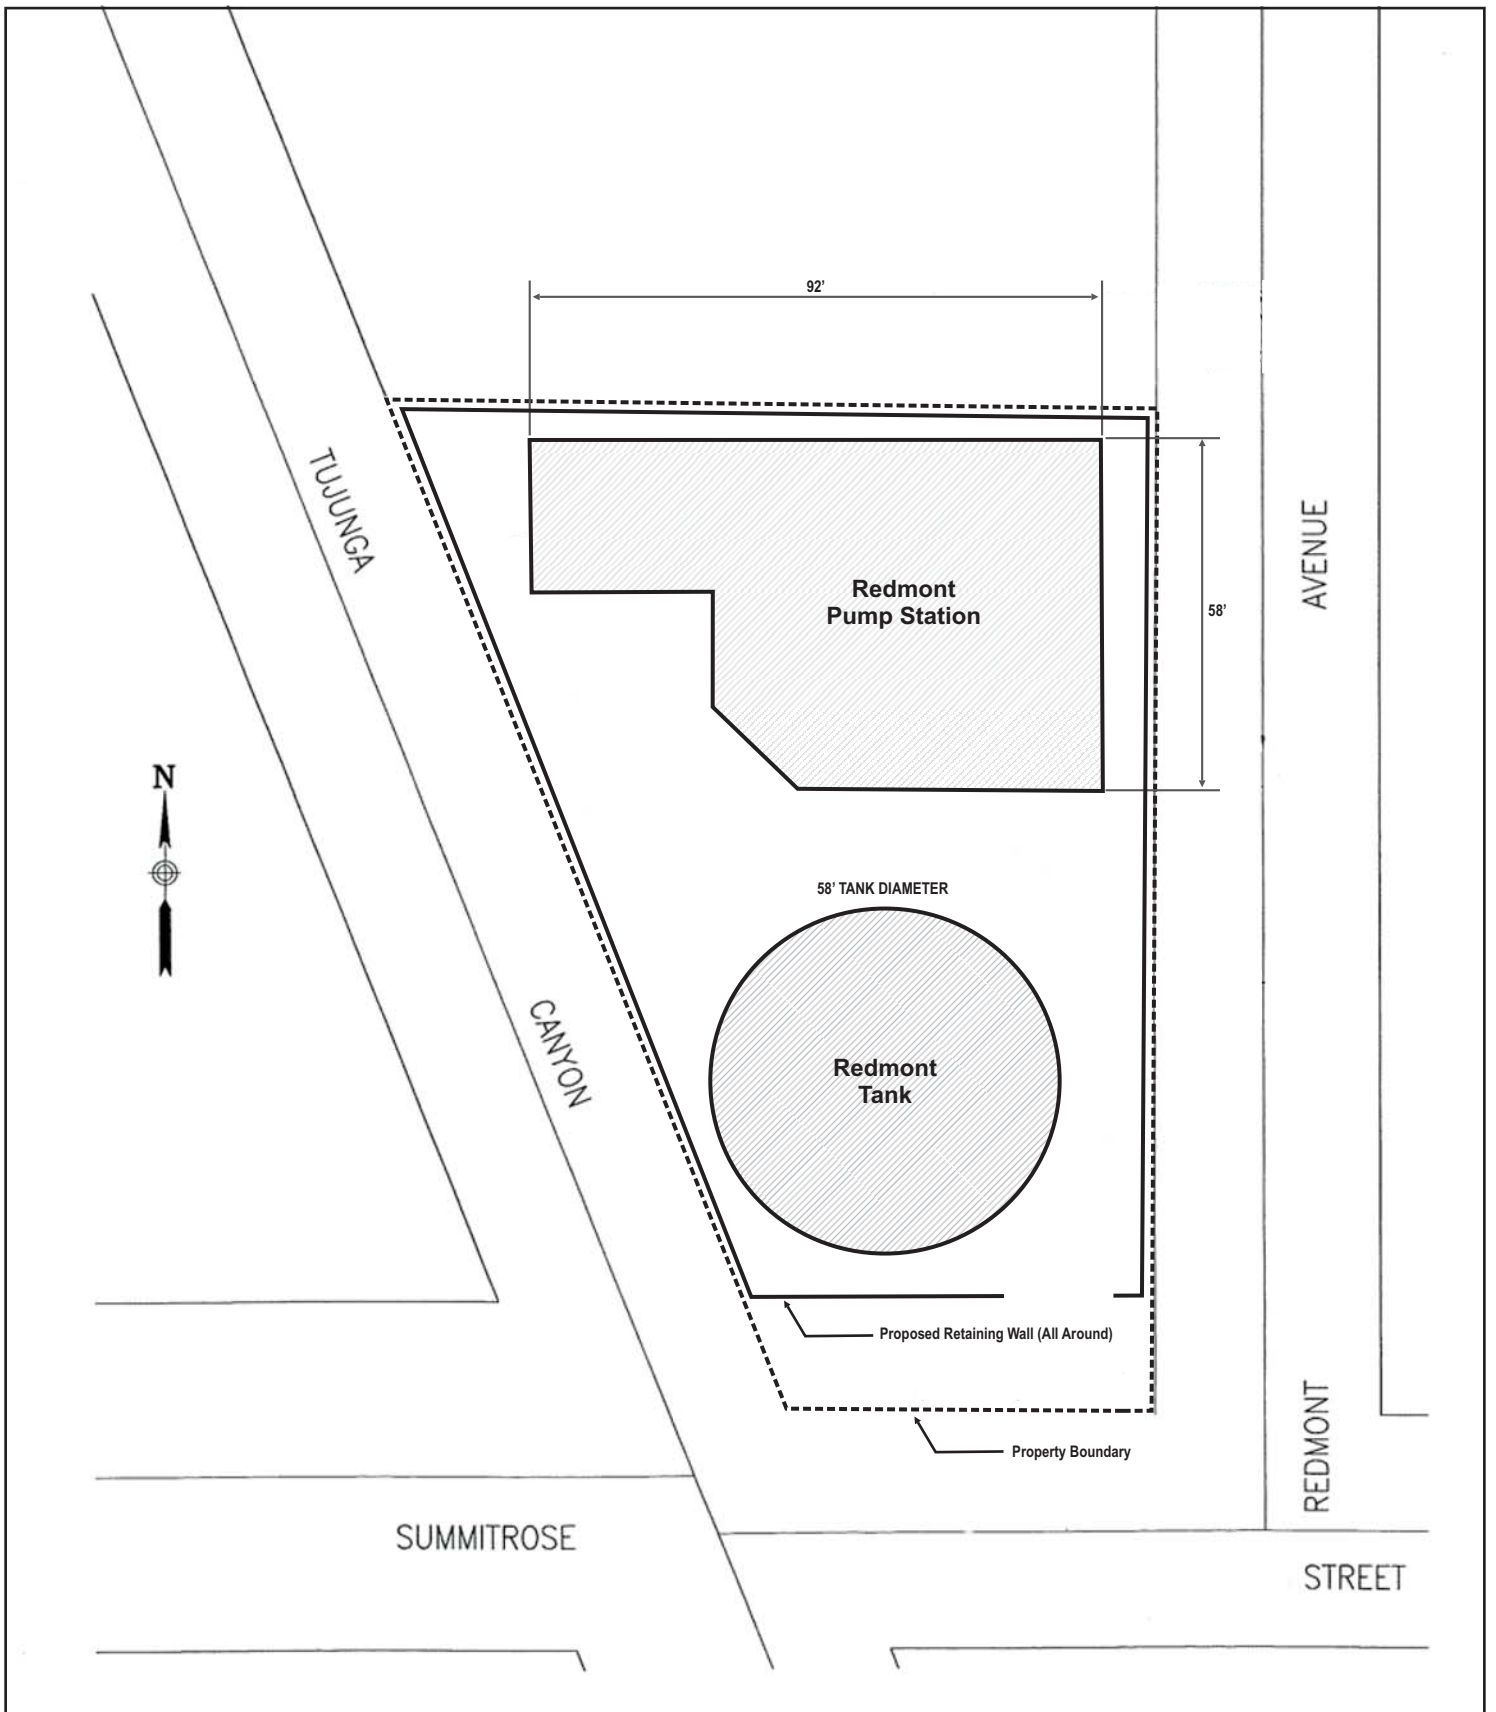 92’
TUJUNGA
AVENUE
Redmont
Pump Station
58’
N
58’ TANK DIAMETER
CANYON
Redmont
Tank
Proposed Retaining Wall (All Around)
REDMONT
Property Boundary
SUMMITROSE
STREET